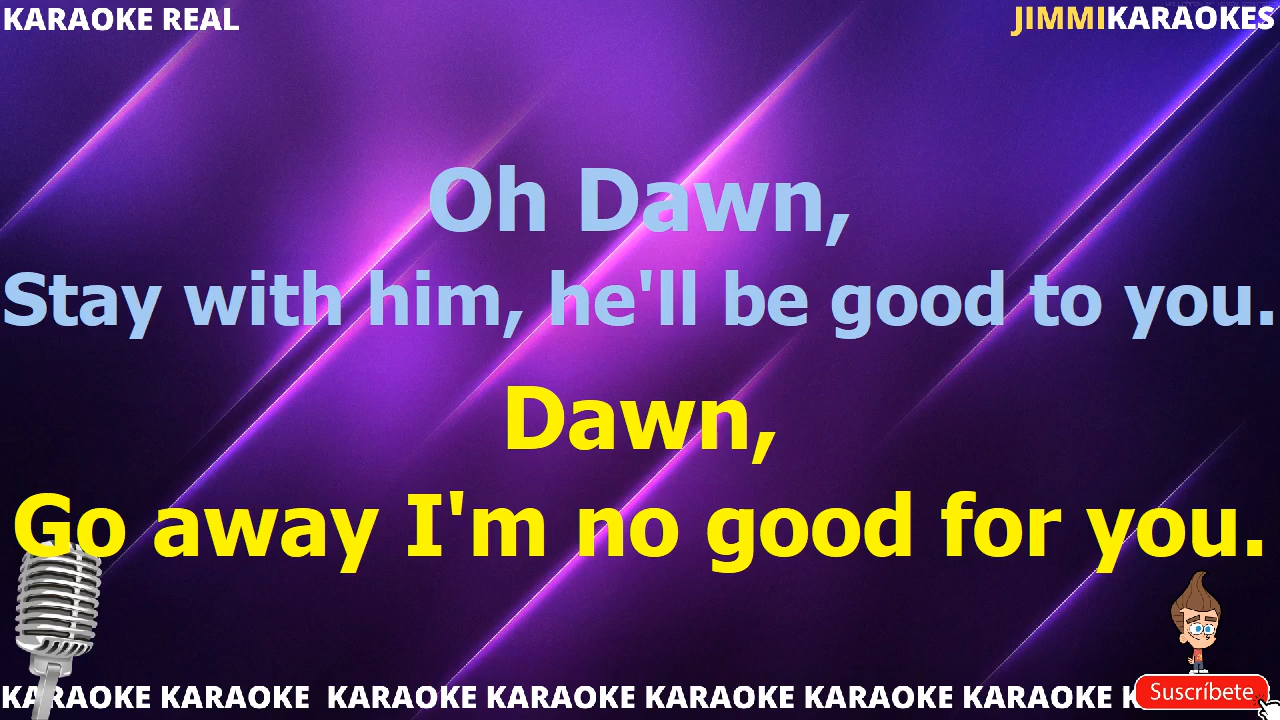 KARAOKE REAL
JIMMIKARAOKES
Oh Dawn,
Stay with him, he'll be good to you.
Dawn,
Go away I'm no good for you.
KARAOKE KARAOKE KARAOKE KARAOKE KARAOKE KARAOKE KARAOKE
Suscríbete